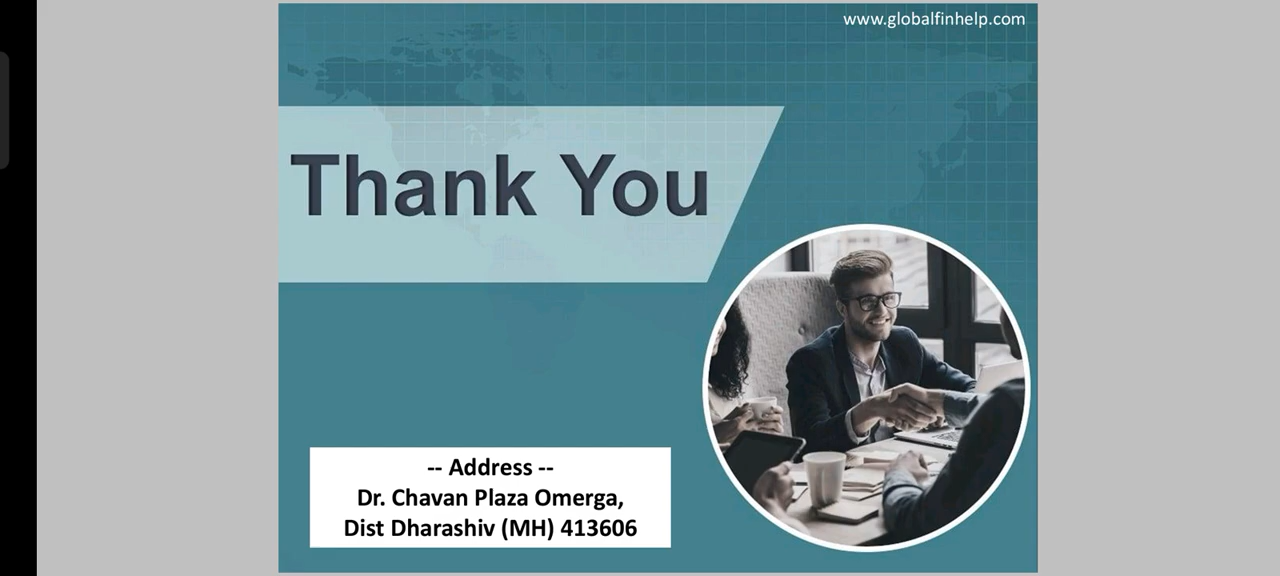 www.globalfinhelp.com
Thank You
-- Address --
Dr. Chavan Plaza Omerga,
Dist Dharashiv (MH) 413606